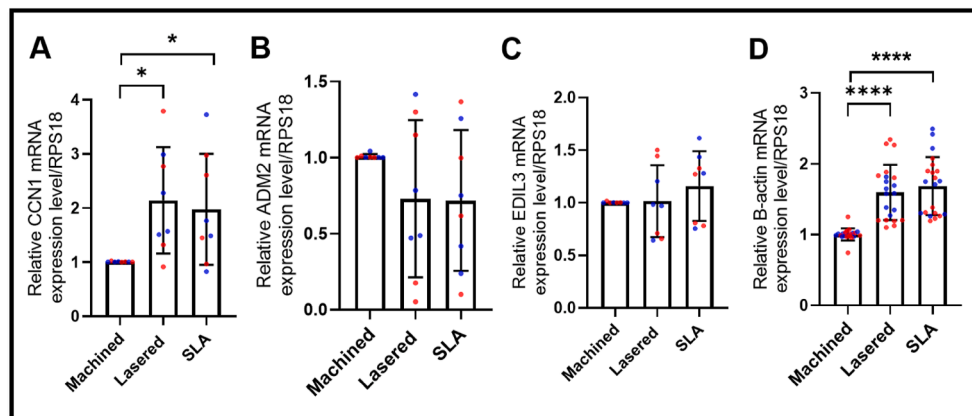 A
*
*
Relative CCN1 mRNA
expression level/RPS18
4
3
2
1
0
Machined
Lasered
SLA
B
Relative ADM2 mRNA
expression level/RPS18
1.5
1.0
0.5
0.0
Machined
Lasered
SLA
C
Relative EDIL3 mRNA
expression level/RPS18
2.0
1.5
1.0
0.5
0.0
Machined
Lasered
SLA
D
****
****
Relative B-actin mRNA
expression level/RPS18
3
2
1
0
Machined
Lasered
SLA